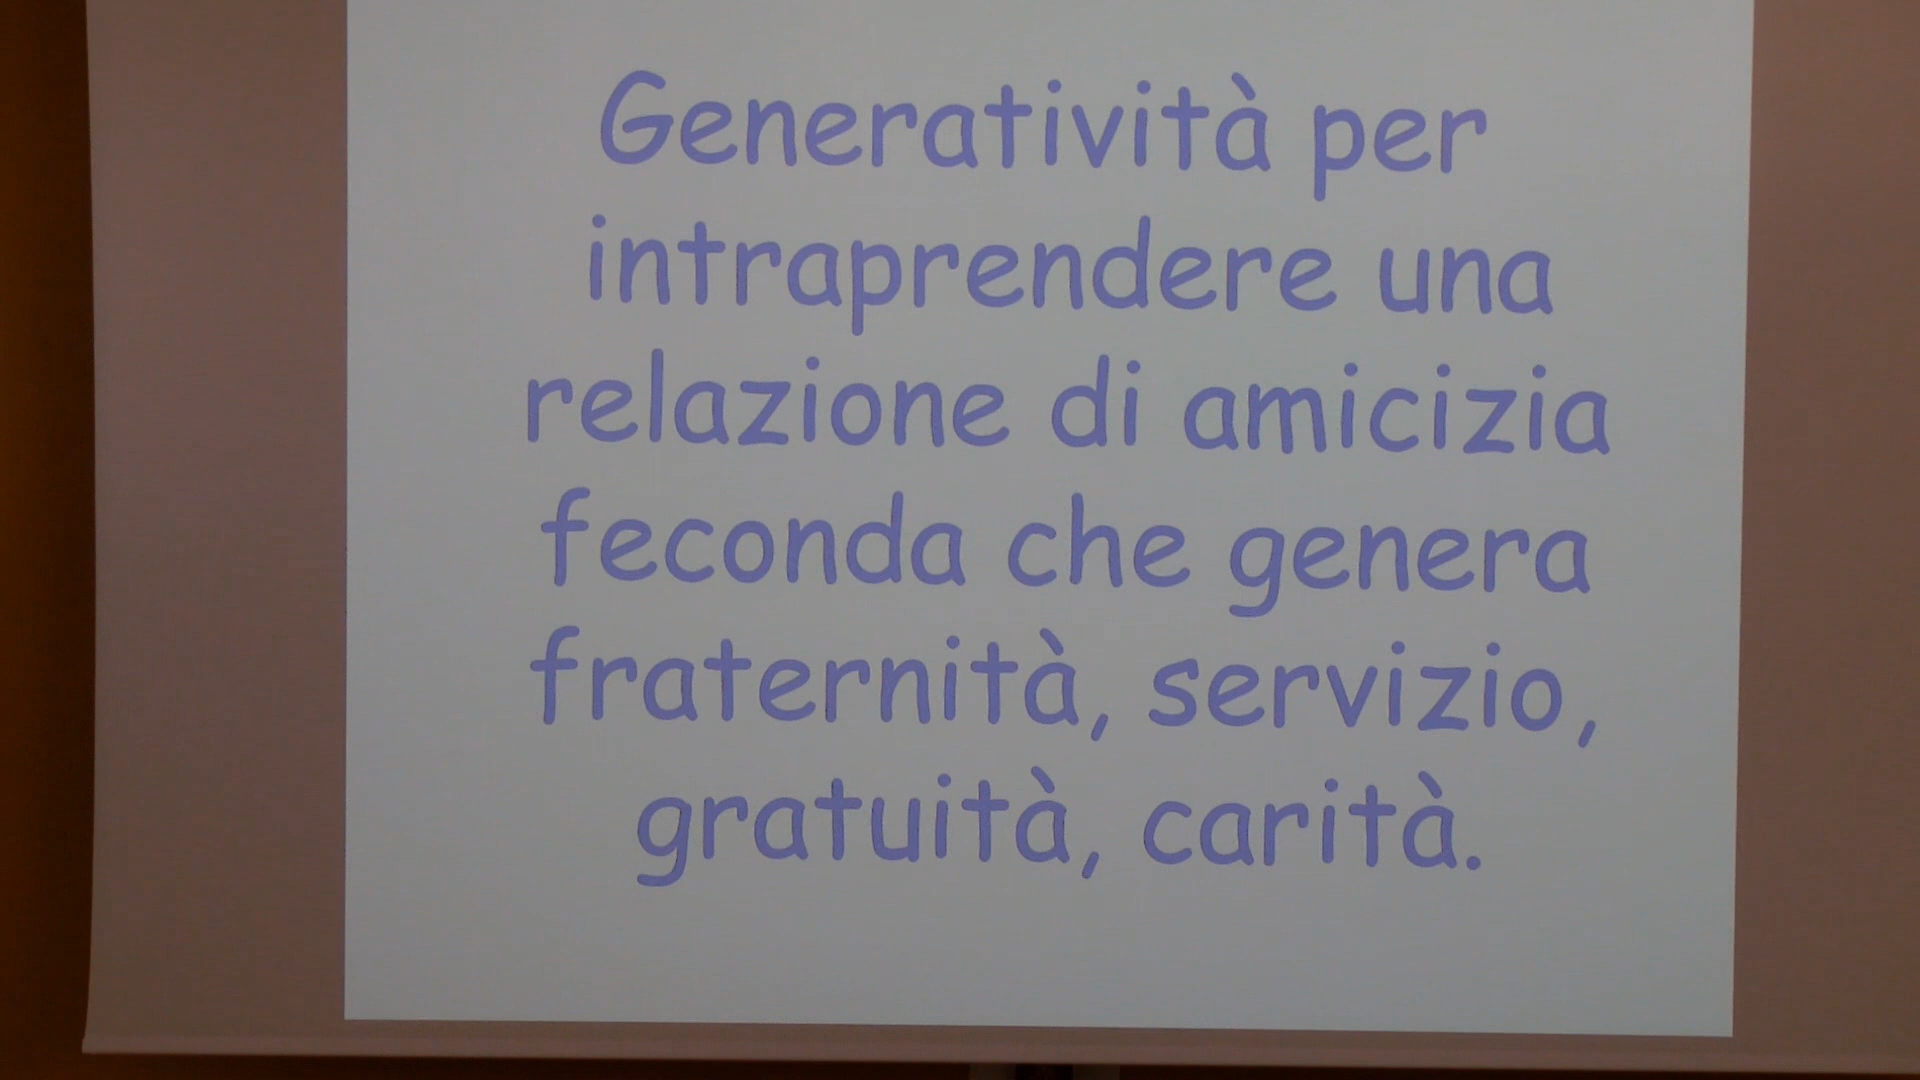 Generatività per
intraprendere una
relazione di amicizia
feconda che genera
fraternità, servizio,
gratuità, carità.